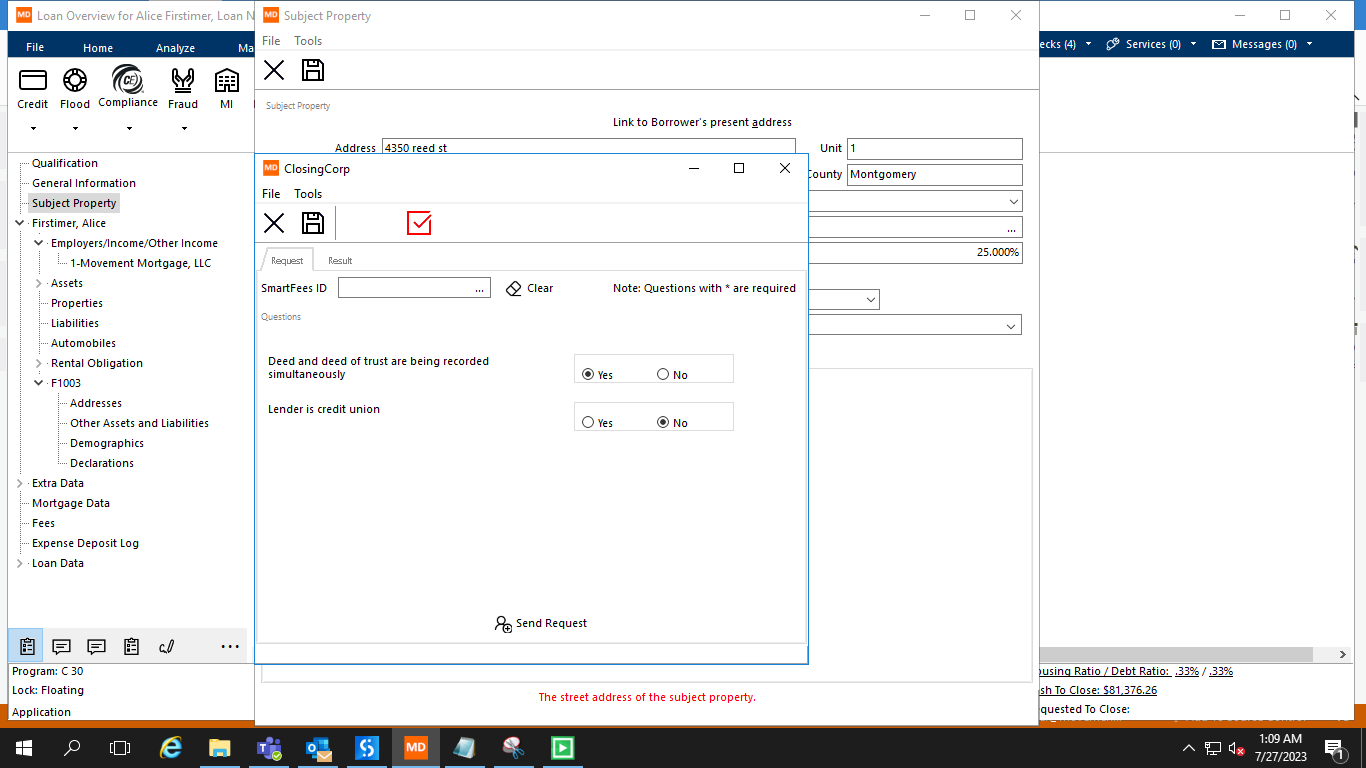 MD Loan Overview for Alice Firstimer, Loan N
MD Subject Property
File Home Analyze Ma
File Tools
ecks (4) Services (0) Messages (0)
Credit Flood Compliance Fraud MI
Subject Property
Link to Borrower's present address
Address 4350 reed st Unit 1
County Montgomery
...
25.000%
MD ClosingCorp
File Tools
Request Result
SmartFees ID ... Clear Note: Questions with * are required
Questions
Deed and deed of trust are being recorded
simultaneously
Yes No
Lender is credit union
Yes No
Send Request
Qualification
General Information
Subject Property
Firstimer, Alice
Employers/Income/Other Income
1-Movement Mortgage, LLC
Assets
Properties
Liabilities
Automobiles
Rental Obligation
F1003
Addresses
Other Assets and Liabilities
Demographics
Declarations
Extra Data
Mortgage Data
Fees
Expense Deposit Log
Loan Data
...
Program: C 30
Lock: Floating
Application
The street address of the subject property.
ousing Ratio / Debt Ratio: .33% / .33%
sh To Close: $81,376.26
quested To Close:
MD
1:09 AM
7/27/2023
1